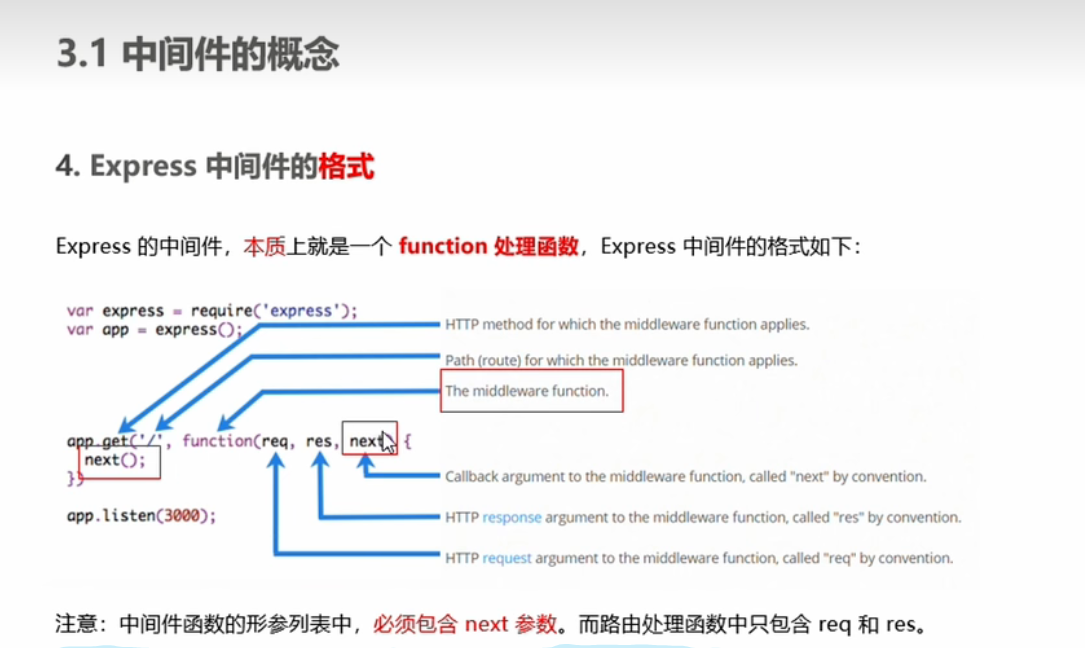 3.1 中间件的概念
4. Express 中间件的格式
Express 的中间件，本质上就是一个 function 处理函数，Express 中间件的格式如下：
var express = require('express');
var app = express();
HTTP method for which the middleware function applies.
Path (route) for which the middleware function applies.
The middleware function.
app.get('/', function(req, res, next) {
next();
})
Callback argument to the middleware function, called "next" by convention.
app.listen(3000);
HTTP response argument to the middleware function, called "res" by convention.
HTTP request argument to the middleware function, called "req" by convention.
注意：中间件函数的形参列表中，必须包含 next 参数。而路由处理函数中只包含 req 和 res。